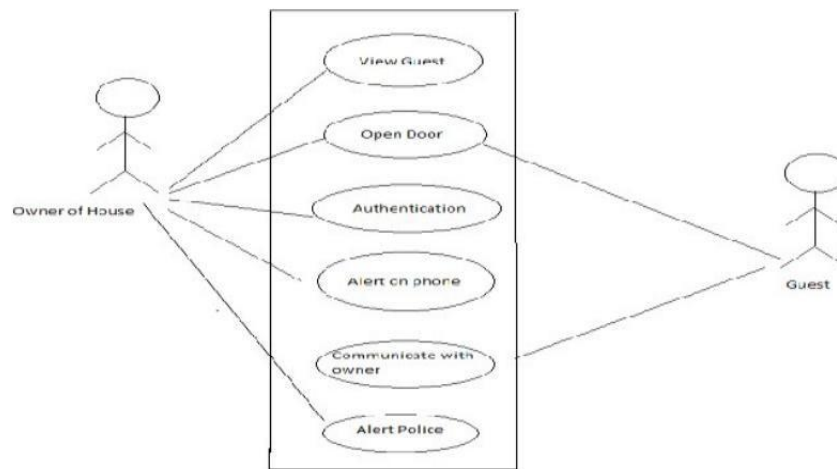 View Guest
Open Door
Owner of House
Authentication
Alert on phone
Guest
Communicate with
owner
Alert Police